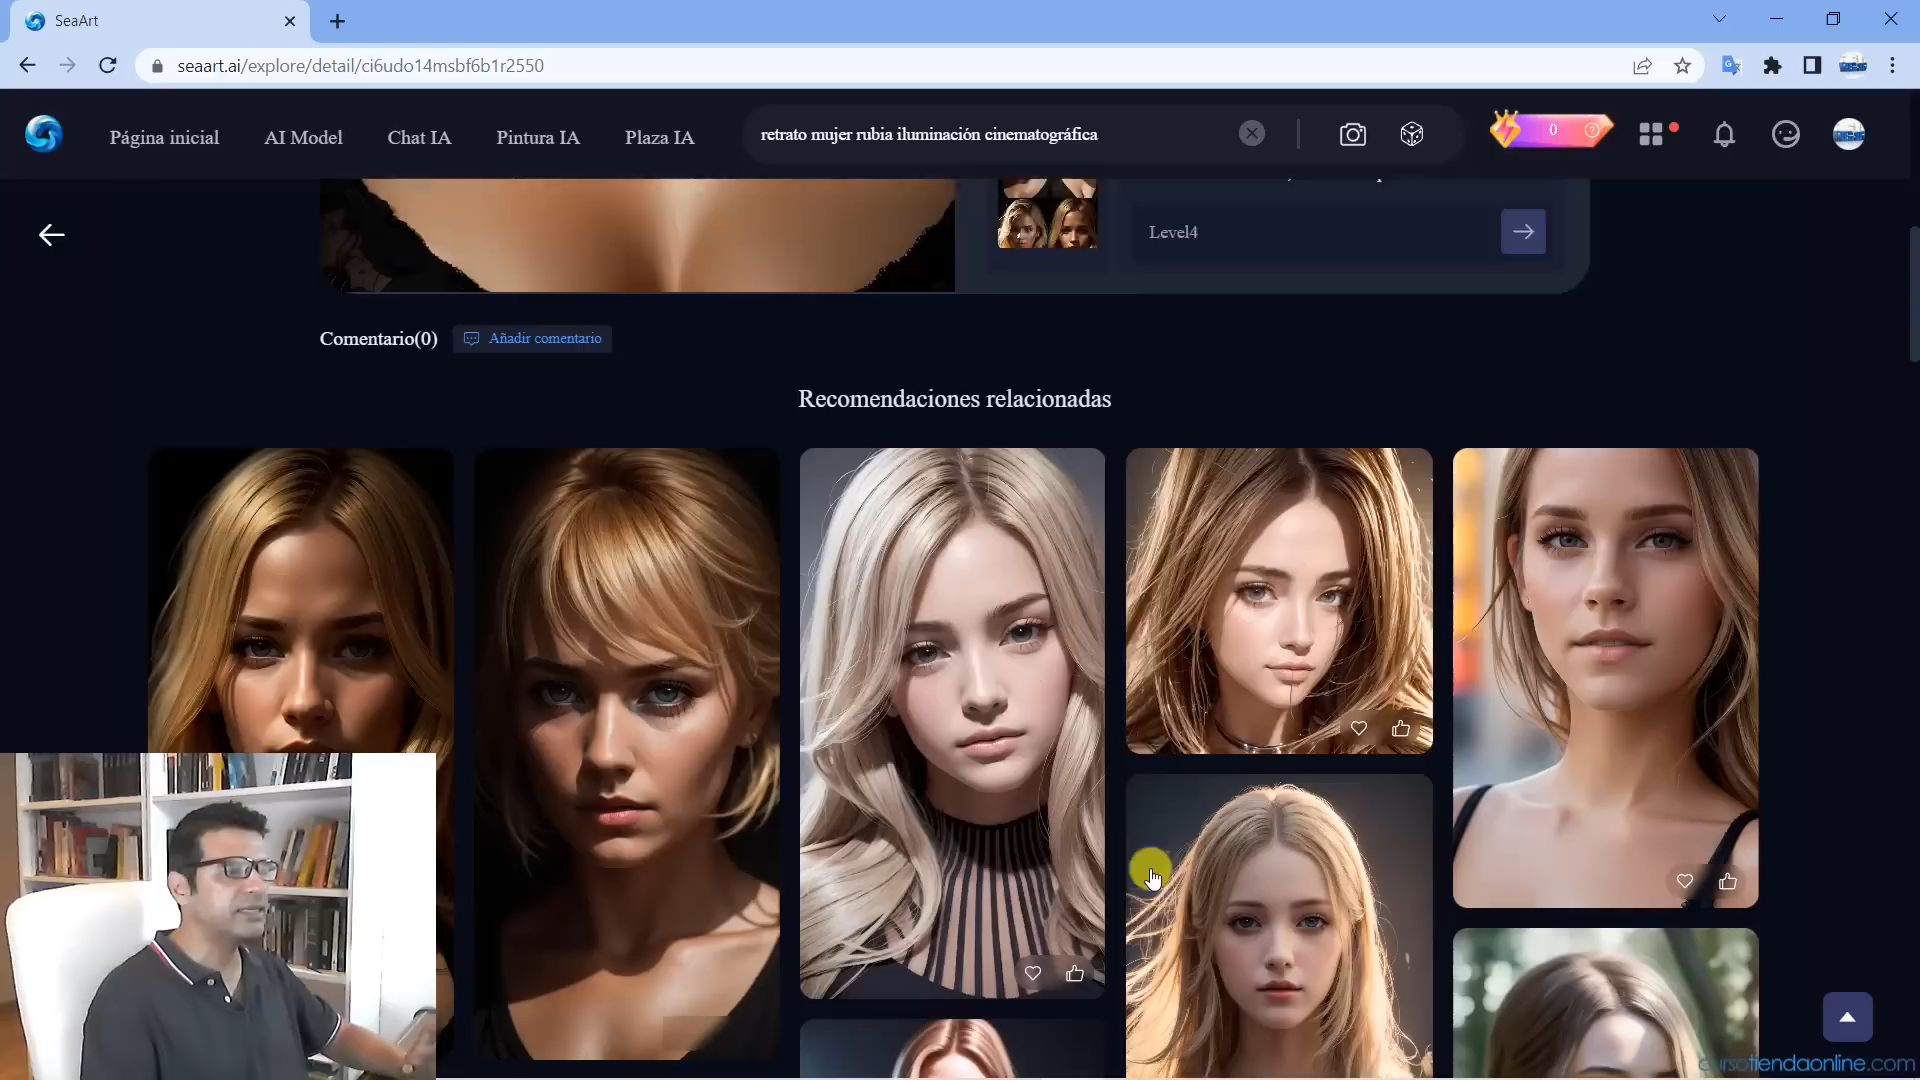 SeaArt
seaart.ai/explore/detail/ci6udo14msbf6b1r2550
Página inicial
AI Model
Chat IA
Pintura IA
Plaza IA
retrato mujer rubia iluminación cinematográfica
0
Level4
Comentario(0)
Añadir comentario
Recomendaciones relacionadas
cursotiendaonline.com